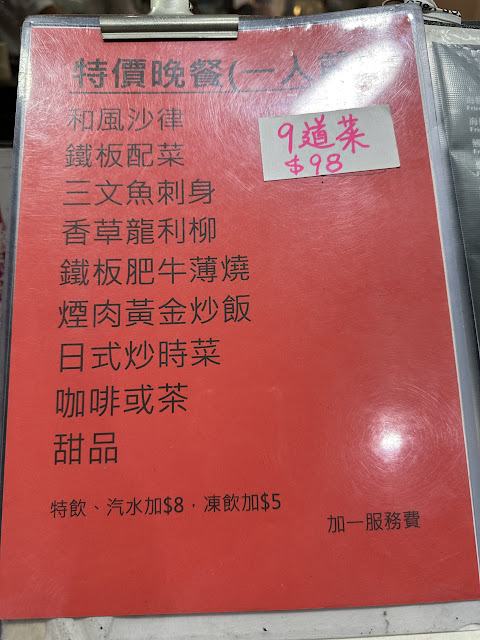 特價晚餐(一人
9道菜
$98
和風沙律
鐵板配菜
三文魚刺身
香草龍利柳
鐵板肥牛薄燒
煙肉黃金炒飯
日式炒時菜
咖啡或茶
甜品
特飲、汽水加$8，凍飲加$5
加一服務費